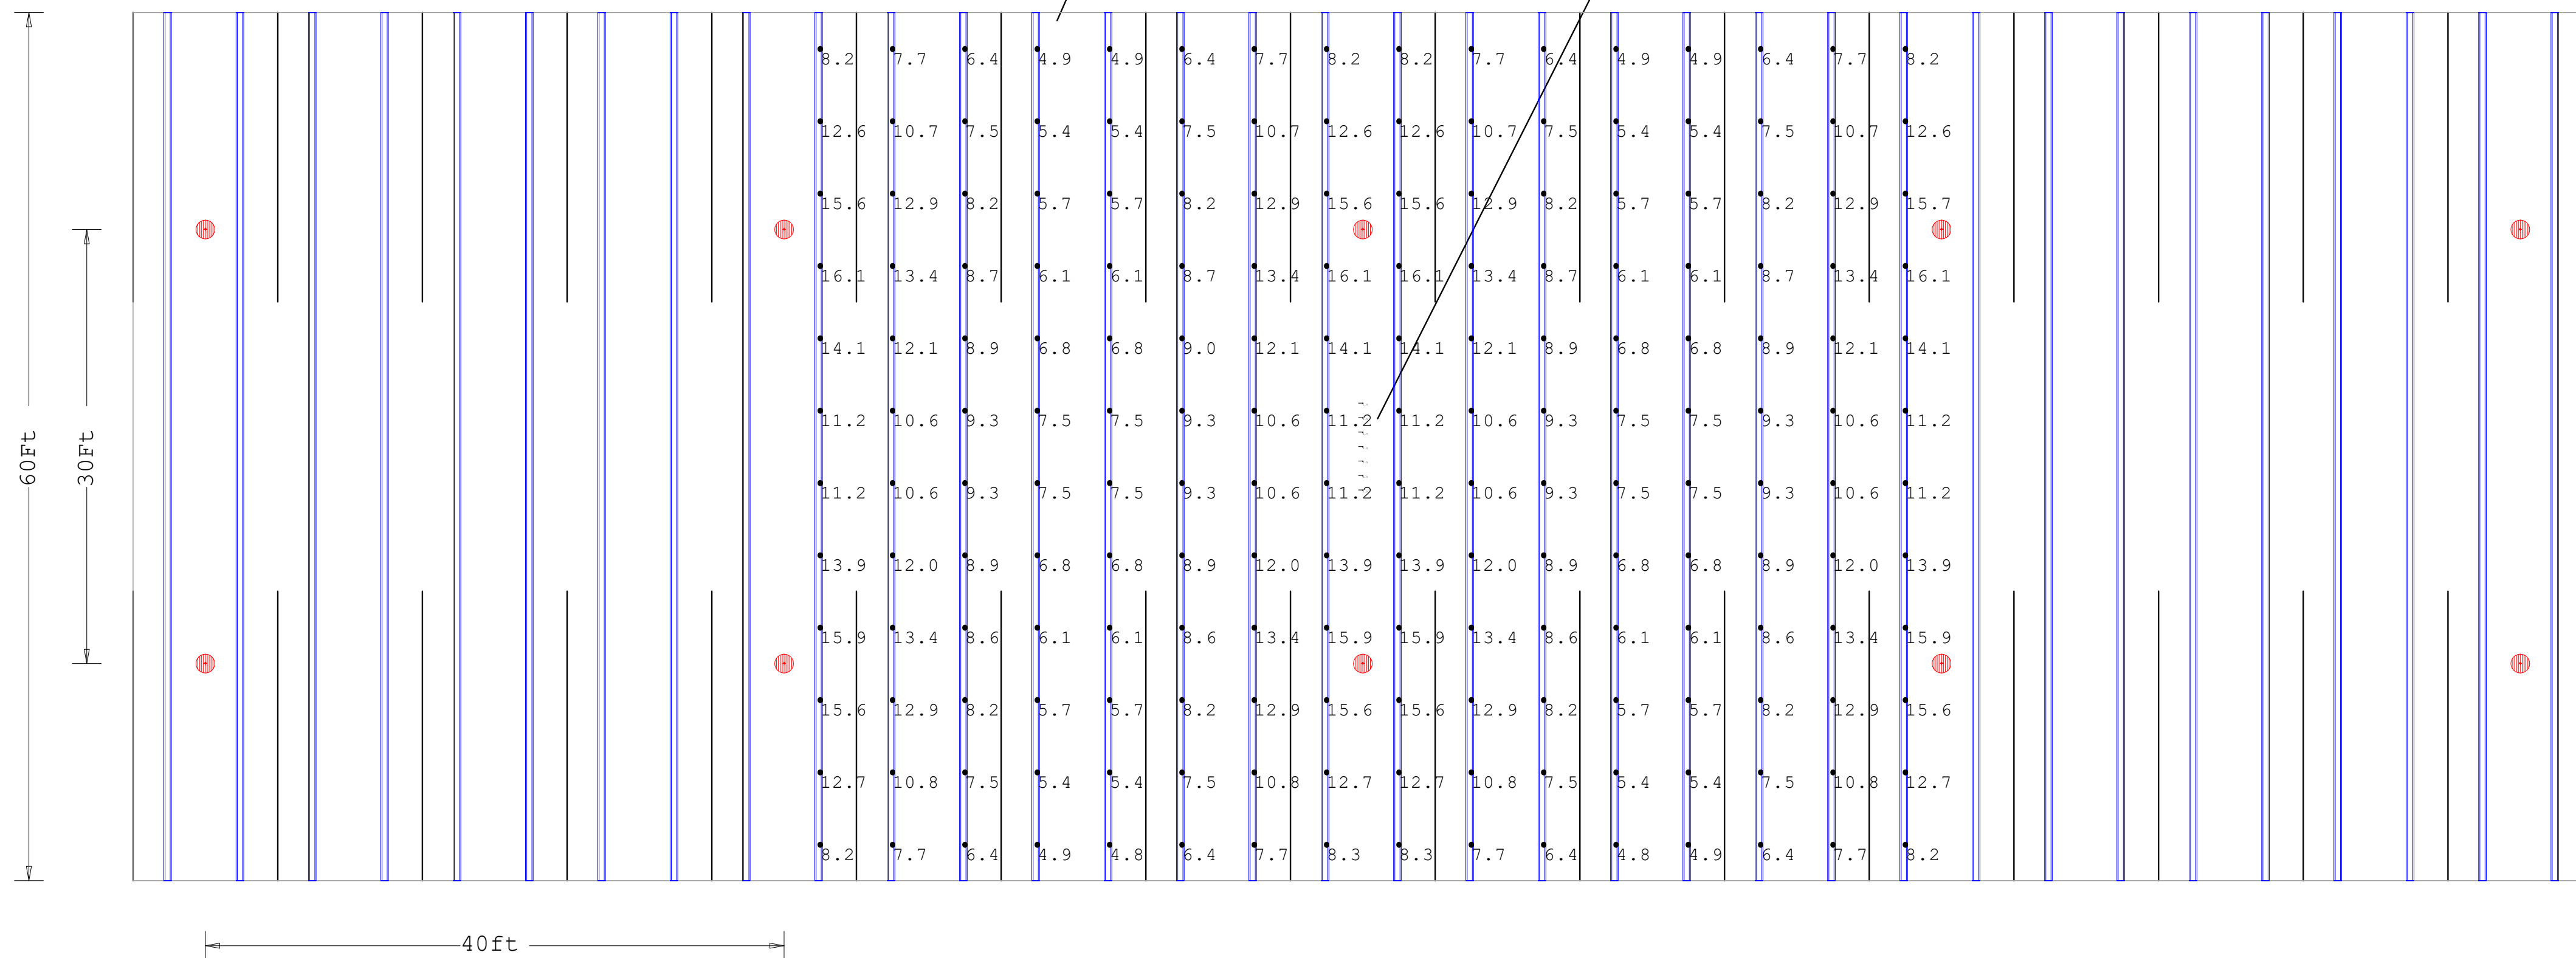 8.2 7.7 6.4 4.9 4.9 6.4 7.7 8.2 8.2 7.7 6.4 4.9 4.9 6.4 7.7 8.2
12.6 10.7 7.5 5.4 5.4 7.5 10.7 12.6 12.6 10.7 7.5 5.4 5.4 7.5 10.7 12.6
15.6 12.9 8.2 5.7 5.7 8.2 12.9 15.6 15.6 12.9 8.2 5.7 5.7 8.2 12.9 15.7
16.1 13.4 8.7 6.1 6.1 8.7 13.4 16.1 16.1 13.4 8.7 6.1 6.1 8.7 13.4 16.1
14.1 12.1 8.9 6.8 6.8 9.0 12.1 14.1 14.1 12.1 8.9 6.8 6.8 8.9 12.1 14.1
11.2 10.6 9.3 7.5 7.5 9.3 10.6 11.2 11.2 10.6 9.3 7.5 7.5 9.3 10.6 11.2
60Ft
30Ft
11.2 10.6 9.3 7.5 7.5 9.3 10.6 11.2 11.2 10.6 9.3 7.5 7.5 9.3 10.6 11.2
13.9 12.0 8.9 6.8 6.8 8.9 12.0 13.9 13.9 12.0 8.9 6.8 6.8 8.9 12.0 13.9
15.9 13.4 8.6 6.1 6.1 8.6 13.4 15.9 15.9 13.4 8.6 6.1 6.1 8.6 13.4 15.9
15.6 12.9 8.2 5.7 5.7 8.2 12.9 15.6 15.6 12.9 8.2 5.7 5.7 8.2 12.9 15.6
12.7 10.8 7.5 5.4 5.4 7.5 10.8 12.7 12.7 10.8 7.5 5.4 5.4 7.5 10.8 12.7
8.2 7.7 6.4 4.9 4.8 6.4 7.7 8.3 8.3 7.7 6.4 4.8 4.9 6.4 7.7 8.2
40ft